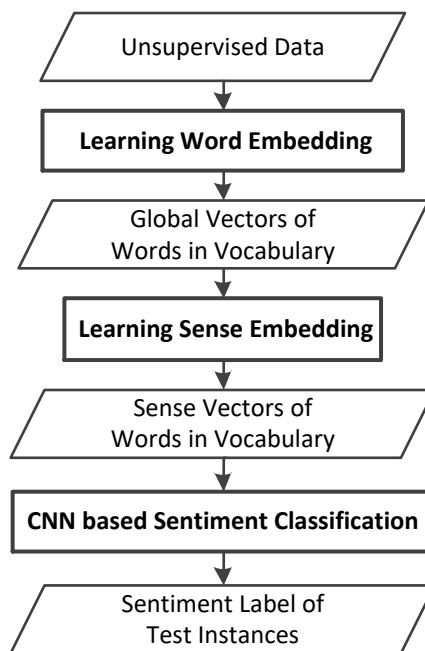 Unsupervised Data
Learning Word Embedding
Global Vectors of
Words in Vocabulary
Learning Sense Embedding
Sense Vectors of
Words in Vocabulary
CNN based Sentiment Classification
Sentiment Label of
Test Instances